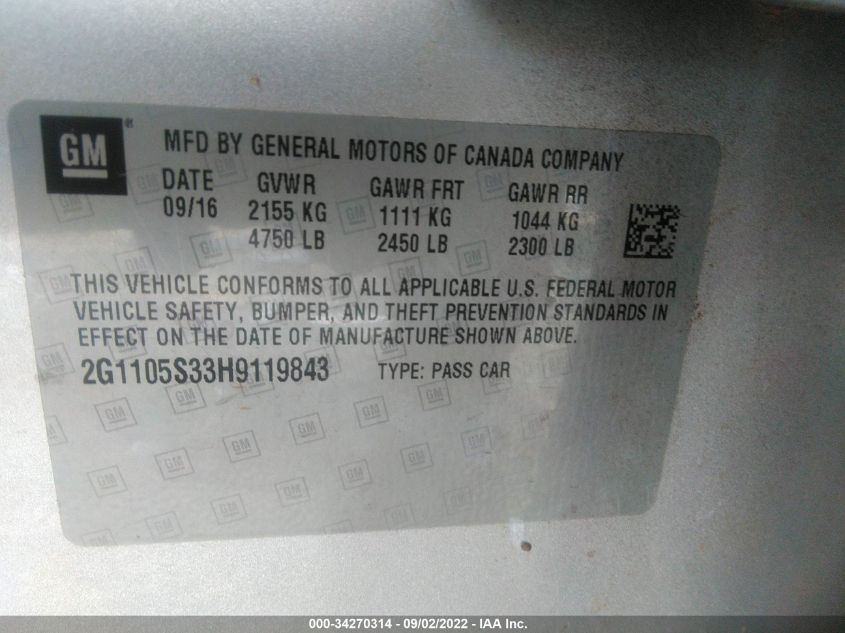 GM®
MFD BY GENERAL MOTORS OF CANADA COMPANY
DATE GVWR GAWR FRT GAWR RR
09/16 2155 KG 1111 KG 1044 KG
4750 LB 2450 LB 2300 LB
THIS VEHICLE CONFORMS TO ALL APPLICABLE U.S. FEDERAL MOTOR
VEHICLE SAFETY, BUMPER, AND THEFT PREVENTION STANDARDS IN
EFFECT ON THE DATE OF MANUFACTURE SHOWN ABOVE.
2G1105S33H9119843 TYPE: PASS CAR
000-34270314 - 09/02/2022 - IAA Inc.